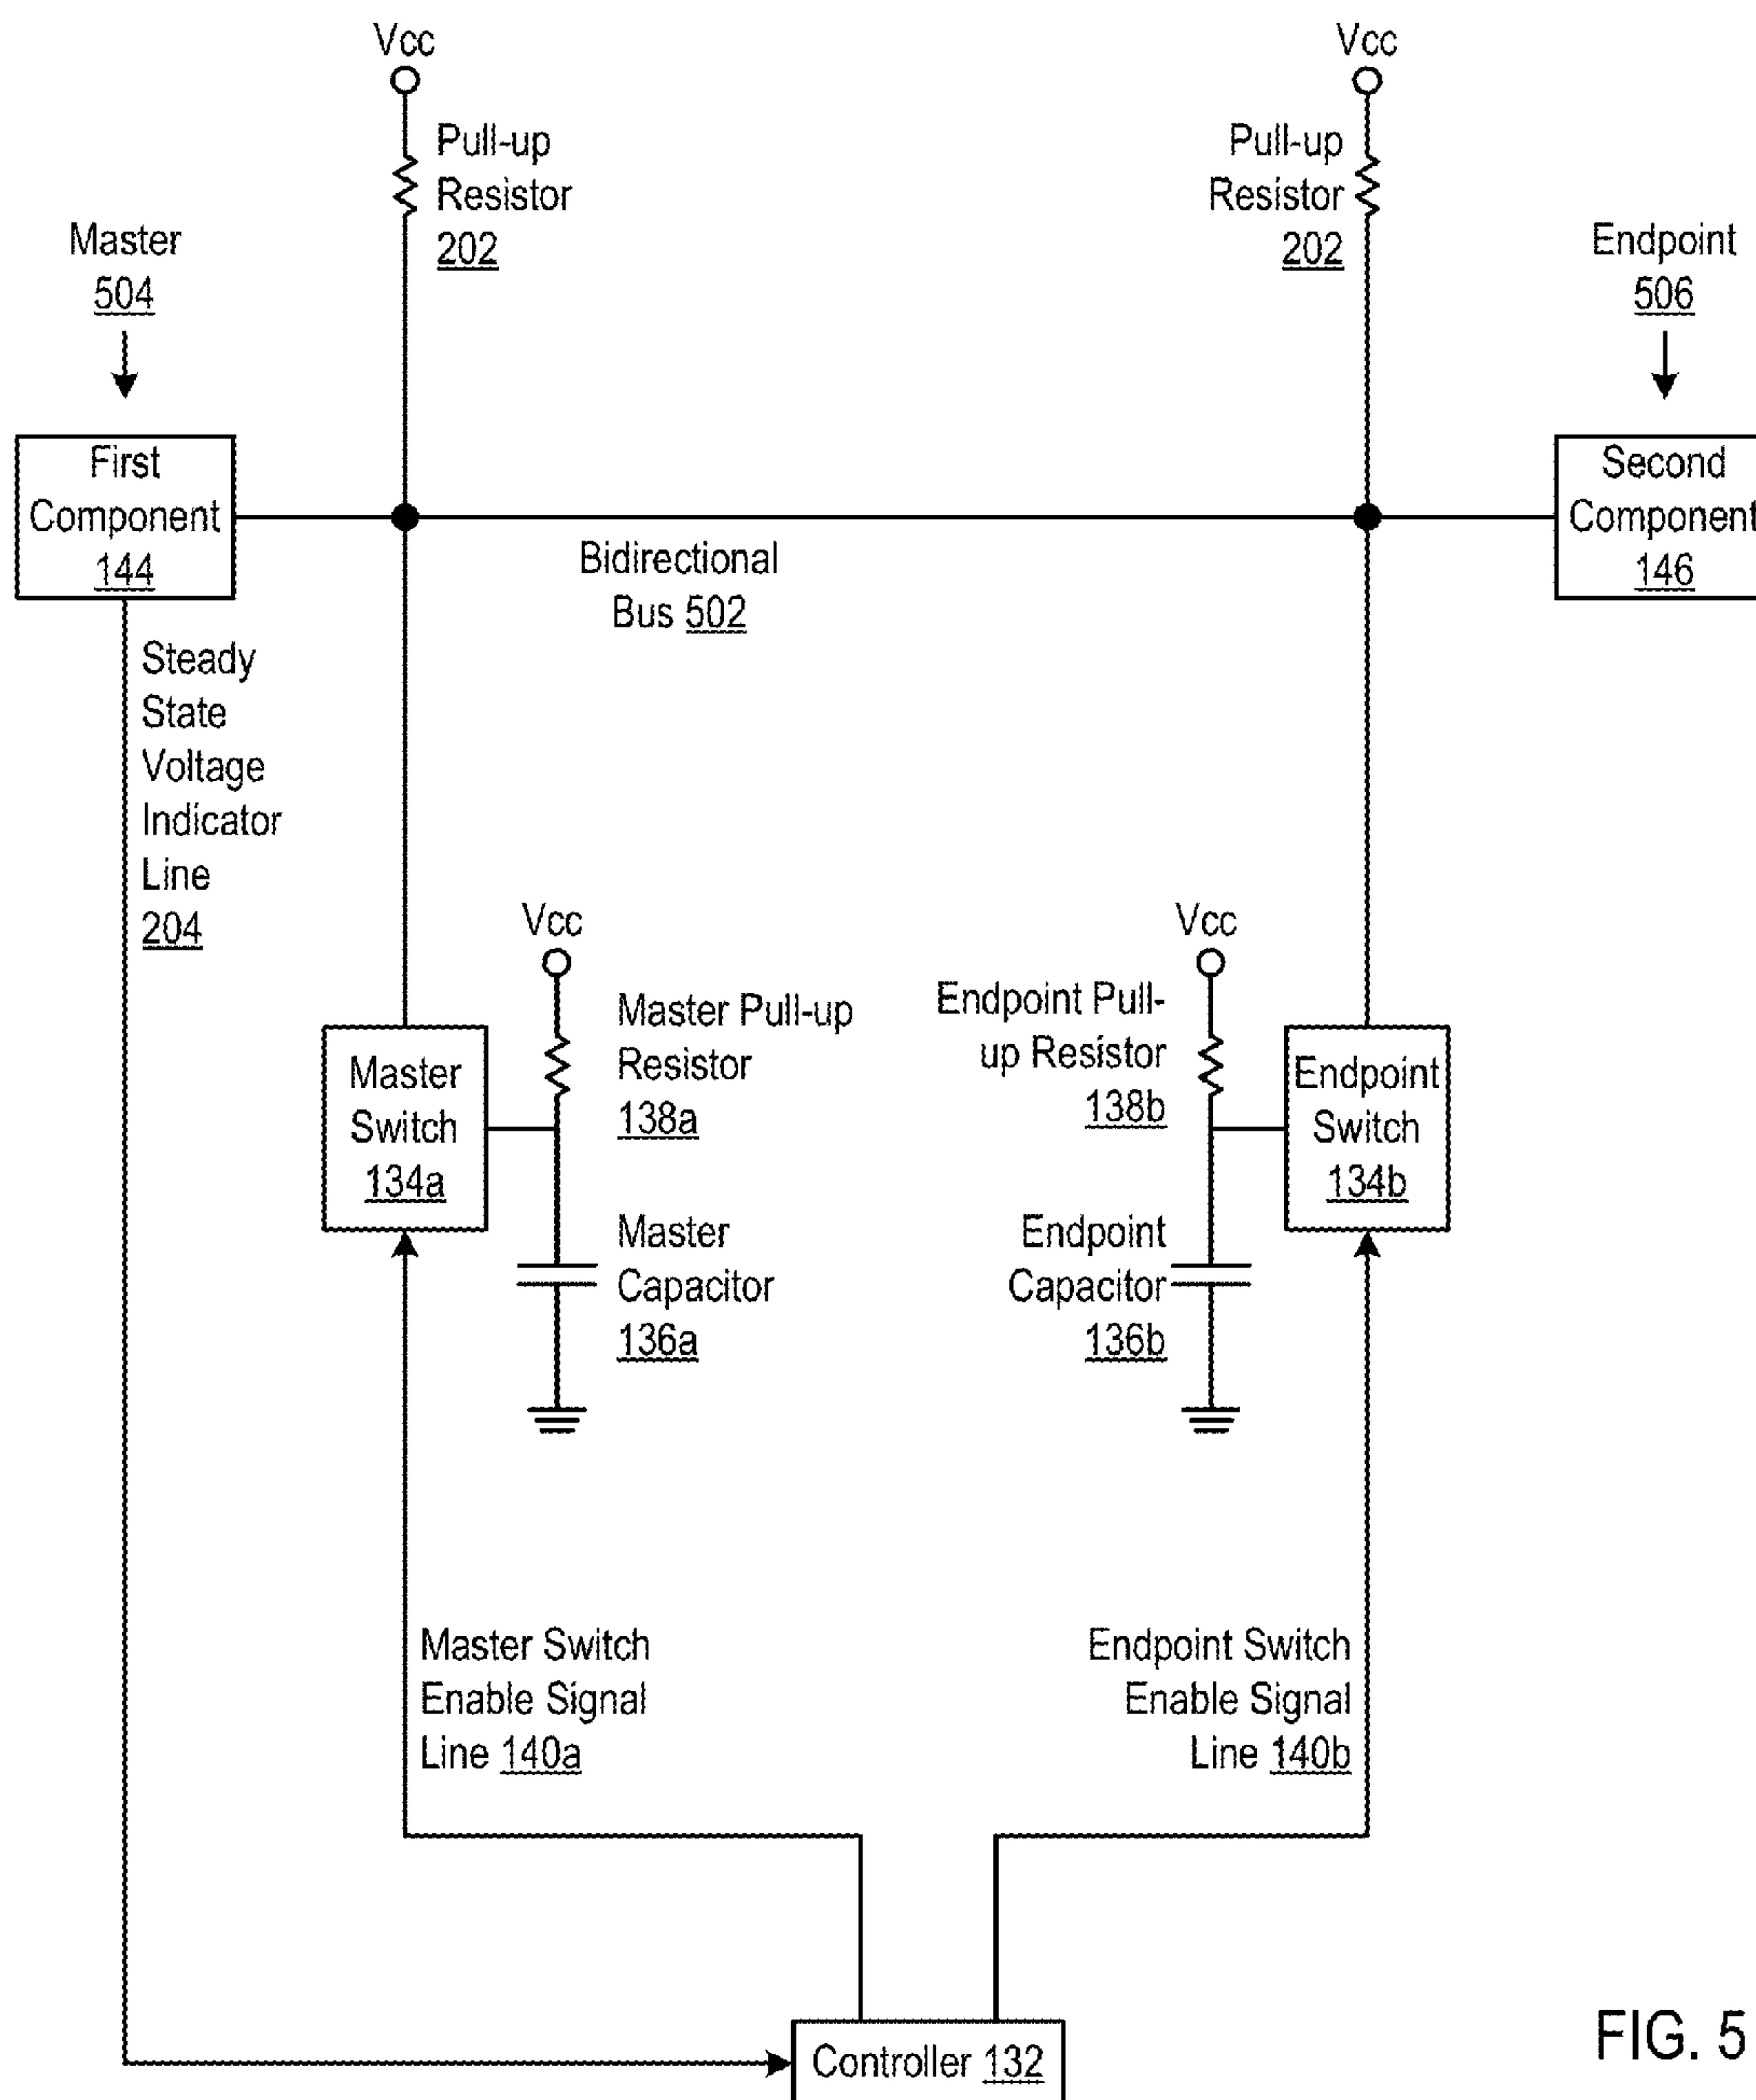 Vcc
Vcc
Pull-up
Resistor
202
Pull-up
Resistor
202
Master
504
Endpoint
506
First
Component
144
Second
Component
146
Bidirectional
Bus 502
Steady
State
Voltage
Indicator
Line
204
Vcc
Vcc
Master Pull-up
Resistor
138a
Endpoint Pull-
up Resistor
138b
Master
Switch
134a
Endpoint
Switch
134b
Master
Capacitor
136a
Endpoint
Capacitor
136b
Master Switch
Enable Signal
Line 140a
Endpoint Switch
Enable Signal
Line 140b
Controller 132
FIG. 5